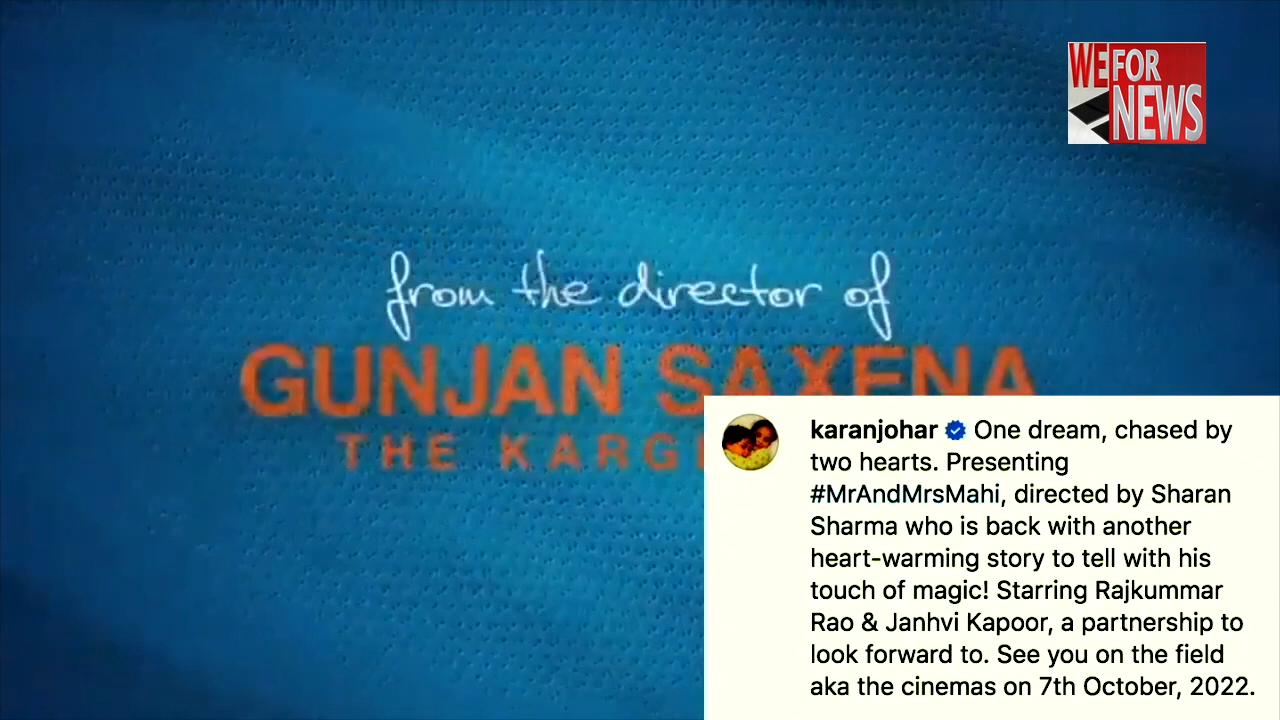 WE FOR
NEWS
from the director of
GUNJAN SAXENA
THE
karanjohar One dream, chased by
two hearts. Presenting
#MrAndMrsMahi, directed by Sharan
Sharma who is back with another
heart-warming story to tell with his
touch of magic! Starring Rajkummar
Rao & Janhvi Kapoor, a partnership to
look forward to. See you on the field
aka the cinemas on 7th October, 2022.